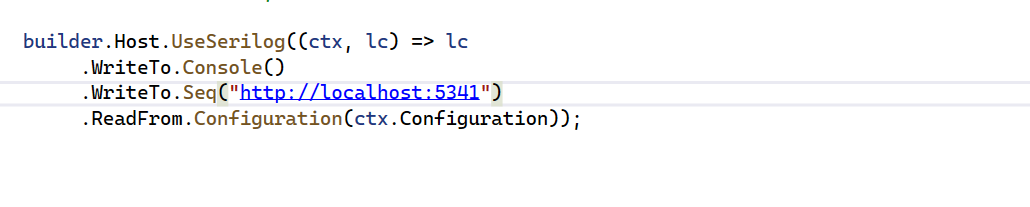 builder.Host.UseSerilog((ctx, lc) => lc
.WriteTo.Console()
.WriteTo.Seq("http://localhost:5341")
.ReadFrom.Configuration(ctx.Configuration));